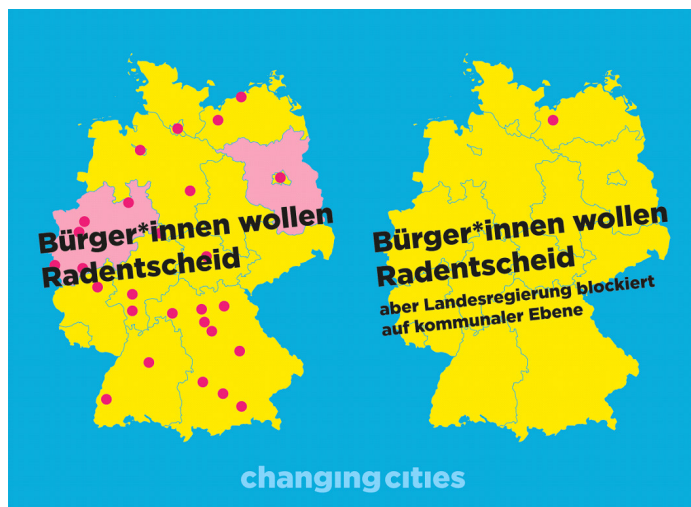 Bürger*innen wollen
Radentscheid
Bürger*innen wollen
Radentscheid
aber Landesregierung blockiert
auf kommunaler Ebene
changing cities